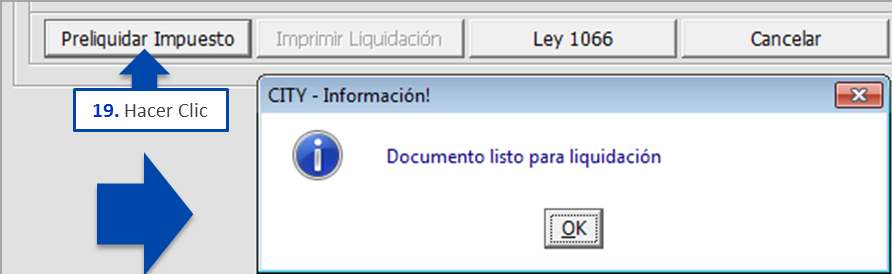 Preliquidar Impuesto
Imprimir Liquidación
Ley 1066
Cancelar
19. Hacer Clic
CITY - Información!
Documento listo para liquidación
OK